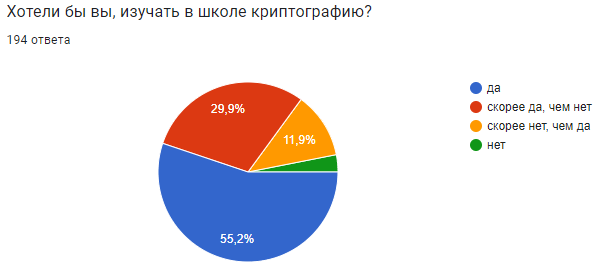 Хотели бы вы, изучать в школе криптографию?
194 ответа
да
скорее да, чем нет
скорее нет, чем да
нет
29,9%
11,9%
55,2%